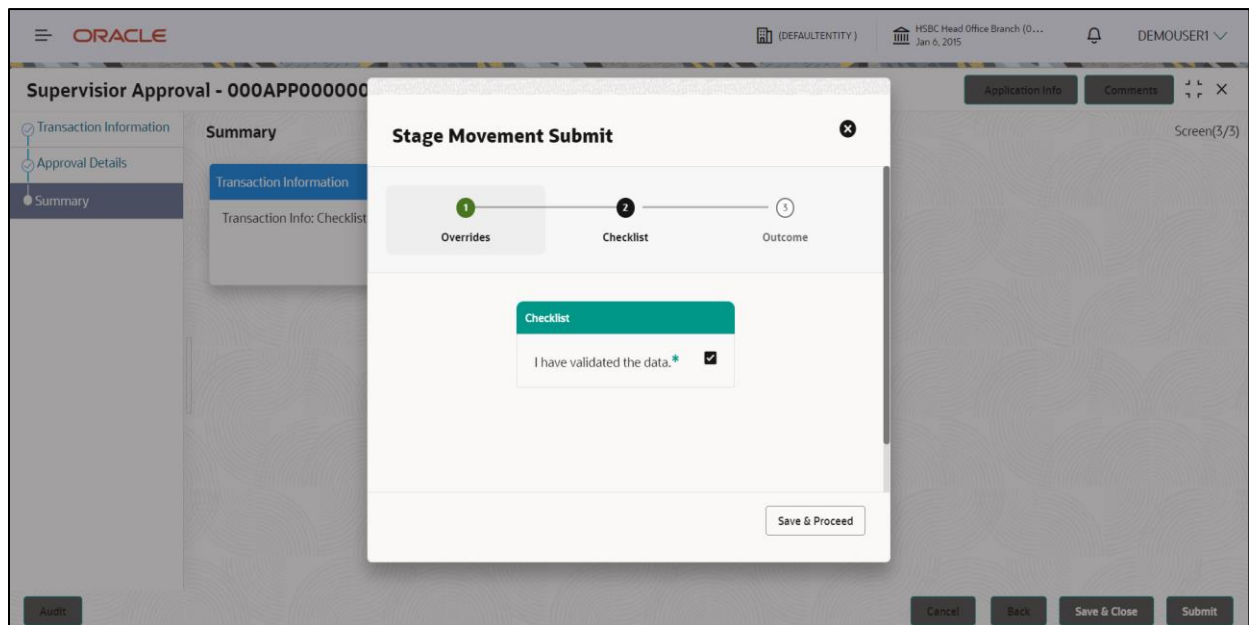 ORACLE
(DEFAULTENTITY)
HSBC Head Office Branch (0...
Jan 6, 2015
DEMOUSER1
Supervisior Approval - 000APP000000
Application Info
Comments
Transaction Information
Approval Details
Summary
Summary
Screen(3/3)
Transaction Information
Transaction Info: Checklist
Stage Movement Submit
1
2
3
Overrides
Checklist
Outcome
Checklist
I have validated the data.*
Save & Proceed
Audit
Cancel
Back
Save & Close
Submit